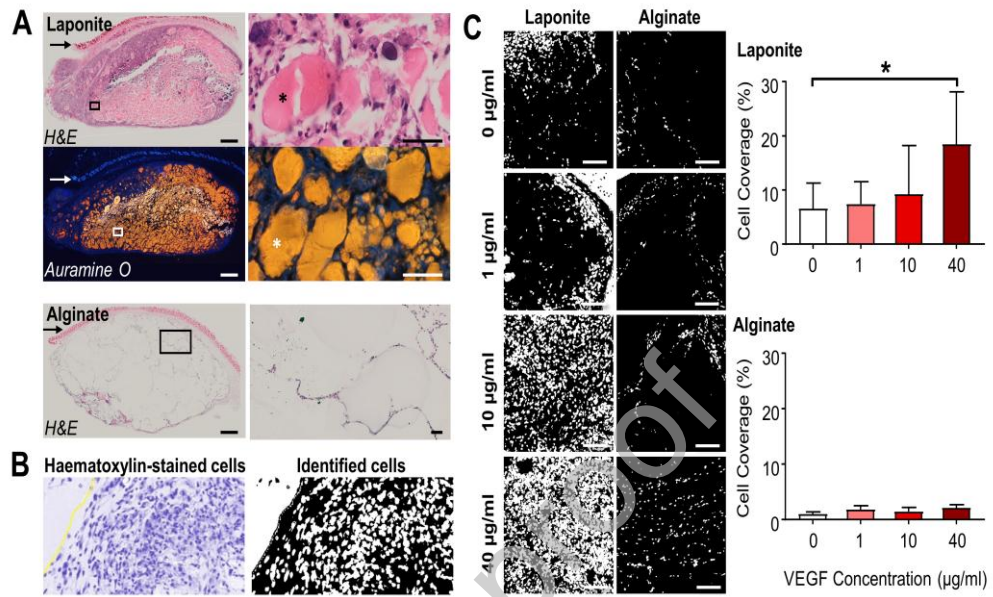 A
Laponite
H&E
*
Auramine O
*
Alginate
H&E
B
Haematoxylin-stained cells
Identified cells
C
Laponite
Alginate
0 µg/ml
1 µg/ml
10 µg/ml
40 µg/ml
Laponite
*
Cell Coverage (%)
30
20
10
0
0 1 10 40
Alginate
Cell Coverage (%)
30
20
10
0
0 1 10 40
VEGF Concentration (µg/ml)
proof